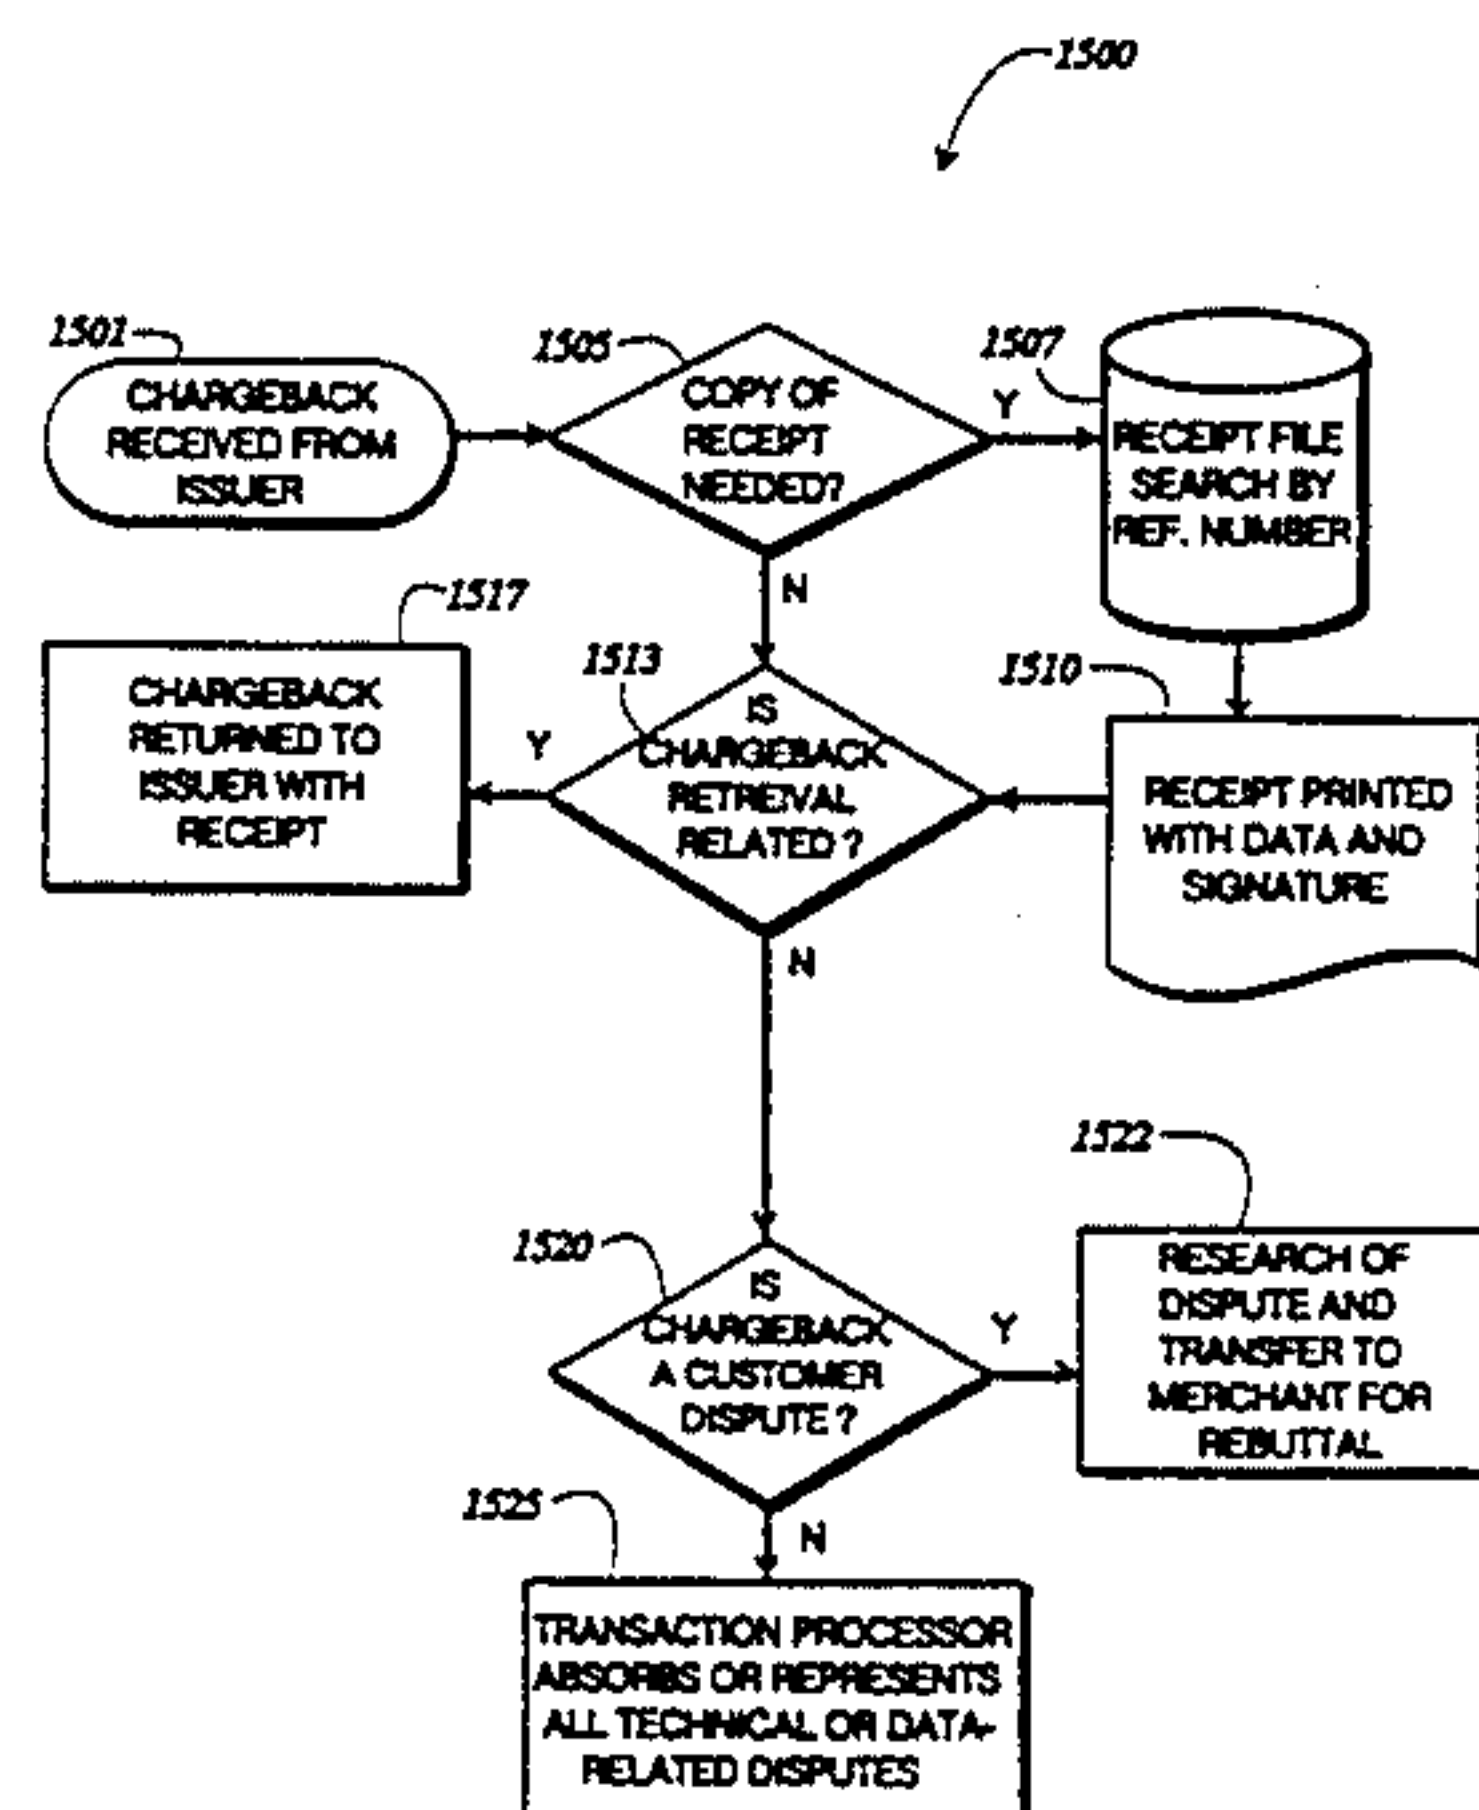 1500
1501
CHARGEBACK
RECEIVED FROM
ISSUER
1505
COPY OF
RECEIPT
NEEDED?
Y
N
1507
RECEIPT FILE
SEARCH BY
REF. NUMBER
1510
RECEIPT PRINTED
WITH DATA AND
SIGNATURE
1513
IS
CHARGEBACK
RETREIVAL
RELATED ?
Y
N
1517
CHARGEBACK
RETURNED TO
ISSUER WITH
RECEIPT
1520
IS
CHARGEBACK
A CUSTOMER
DISPUTE ?
Y
N
1522
RESEARCH OF
DISPUTE AND
TRANSFER TO
MERCHANT FOR
REBUTTAL
1525
TRANSACTION PROCESSOR
ABSORBS OR REPRESENTS
ALL TECHNICAL OR DATA-
RELATED DISPUTES